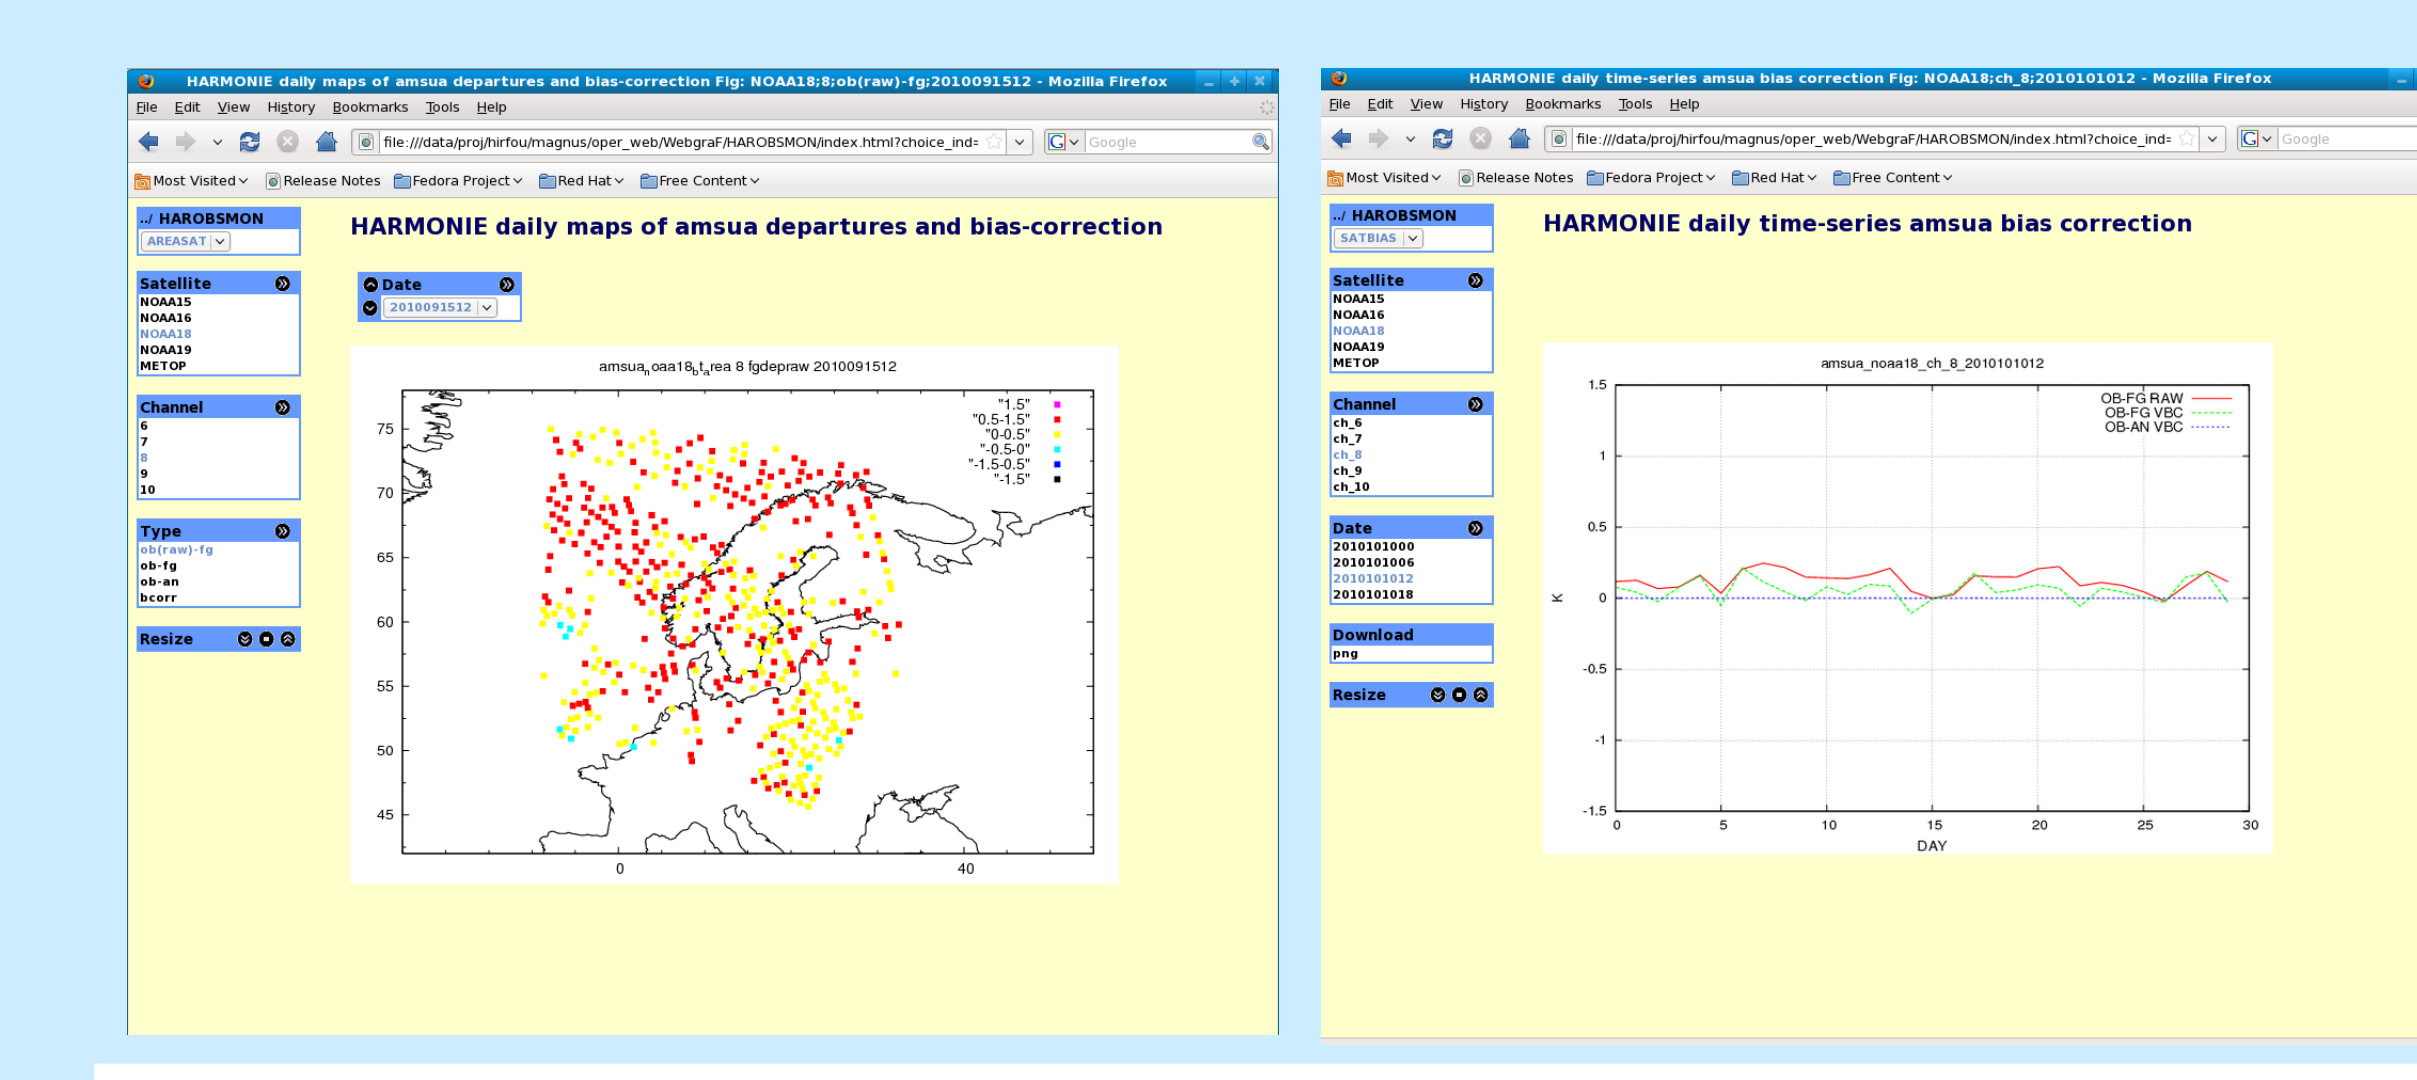 HARMONIE daily maps of amsua departures and bias-correction Fig: NOAA18;8;ob(raw)-fg;2010091512 - Mozilla Firefox
File Edit View History Bookmarks Tools Help
file:///data/proj/hirfou/magnus/oper_web/WebgraF/HAROBSMON/index.html?choice_ind=
G Google
Most Visited Release Notes Fedora Project Red Hat Free Content
../ HAROBSMON
AREASAT
Satellite
NOAA15
NOAA16
NOAA18
NOAA19
METOP
Channel
6
7
8
9
10
Type
ob(raw)-fg
ob-fg
ob-an
bcorr
Resize
HARMONIE daily maps of amsua departures and bias-correction
Date
2010091512
amsuanoaa18btarea 8 fgdepraw 2010091512
"1.5"
"0.5-1.5"
"0-0.5"
"-0.5-0"
"-1.5-0.5"
"-1.5"
75
70
65
60
55
50
45
0 40
HARMONIE daily time-series amsua bias correction Fig: NOAA18;ch_8;2010101012 - Mozilla Firefox
File Edit View History Bookmarks Tools Help
file:///data/proj/hirfou/magnus/oper_web/WebgraF/HAROBSMON/index.html?choice_ind=
G Google
Most Visited Release Notes Fedora Project Red Hat Free Content
../ HAROBSMON
SATBIAS
Satellite
NOAA15
NOAA16
NOAA18
NOAA19
METOP
Channel
ch_6
ch_7
ch_8
ch_9
ch_10
Date
2010101000
2010101006
2010101012
2010101018
Download
png
Resize
HARMONIE daily time-series amsua bias correction
amsua_noaa18_ch_8_2010101012
OB-FG RAW
OB-FG VBC
OB-AN VBC
1.5
1
0.5
0
-0.5
-1
-1.5
K
0 5 10 15 20 25 30
DAY